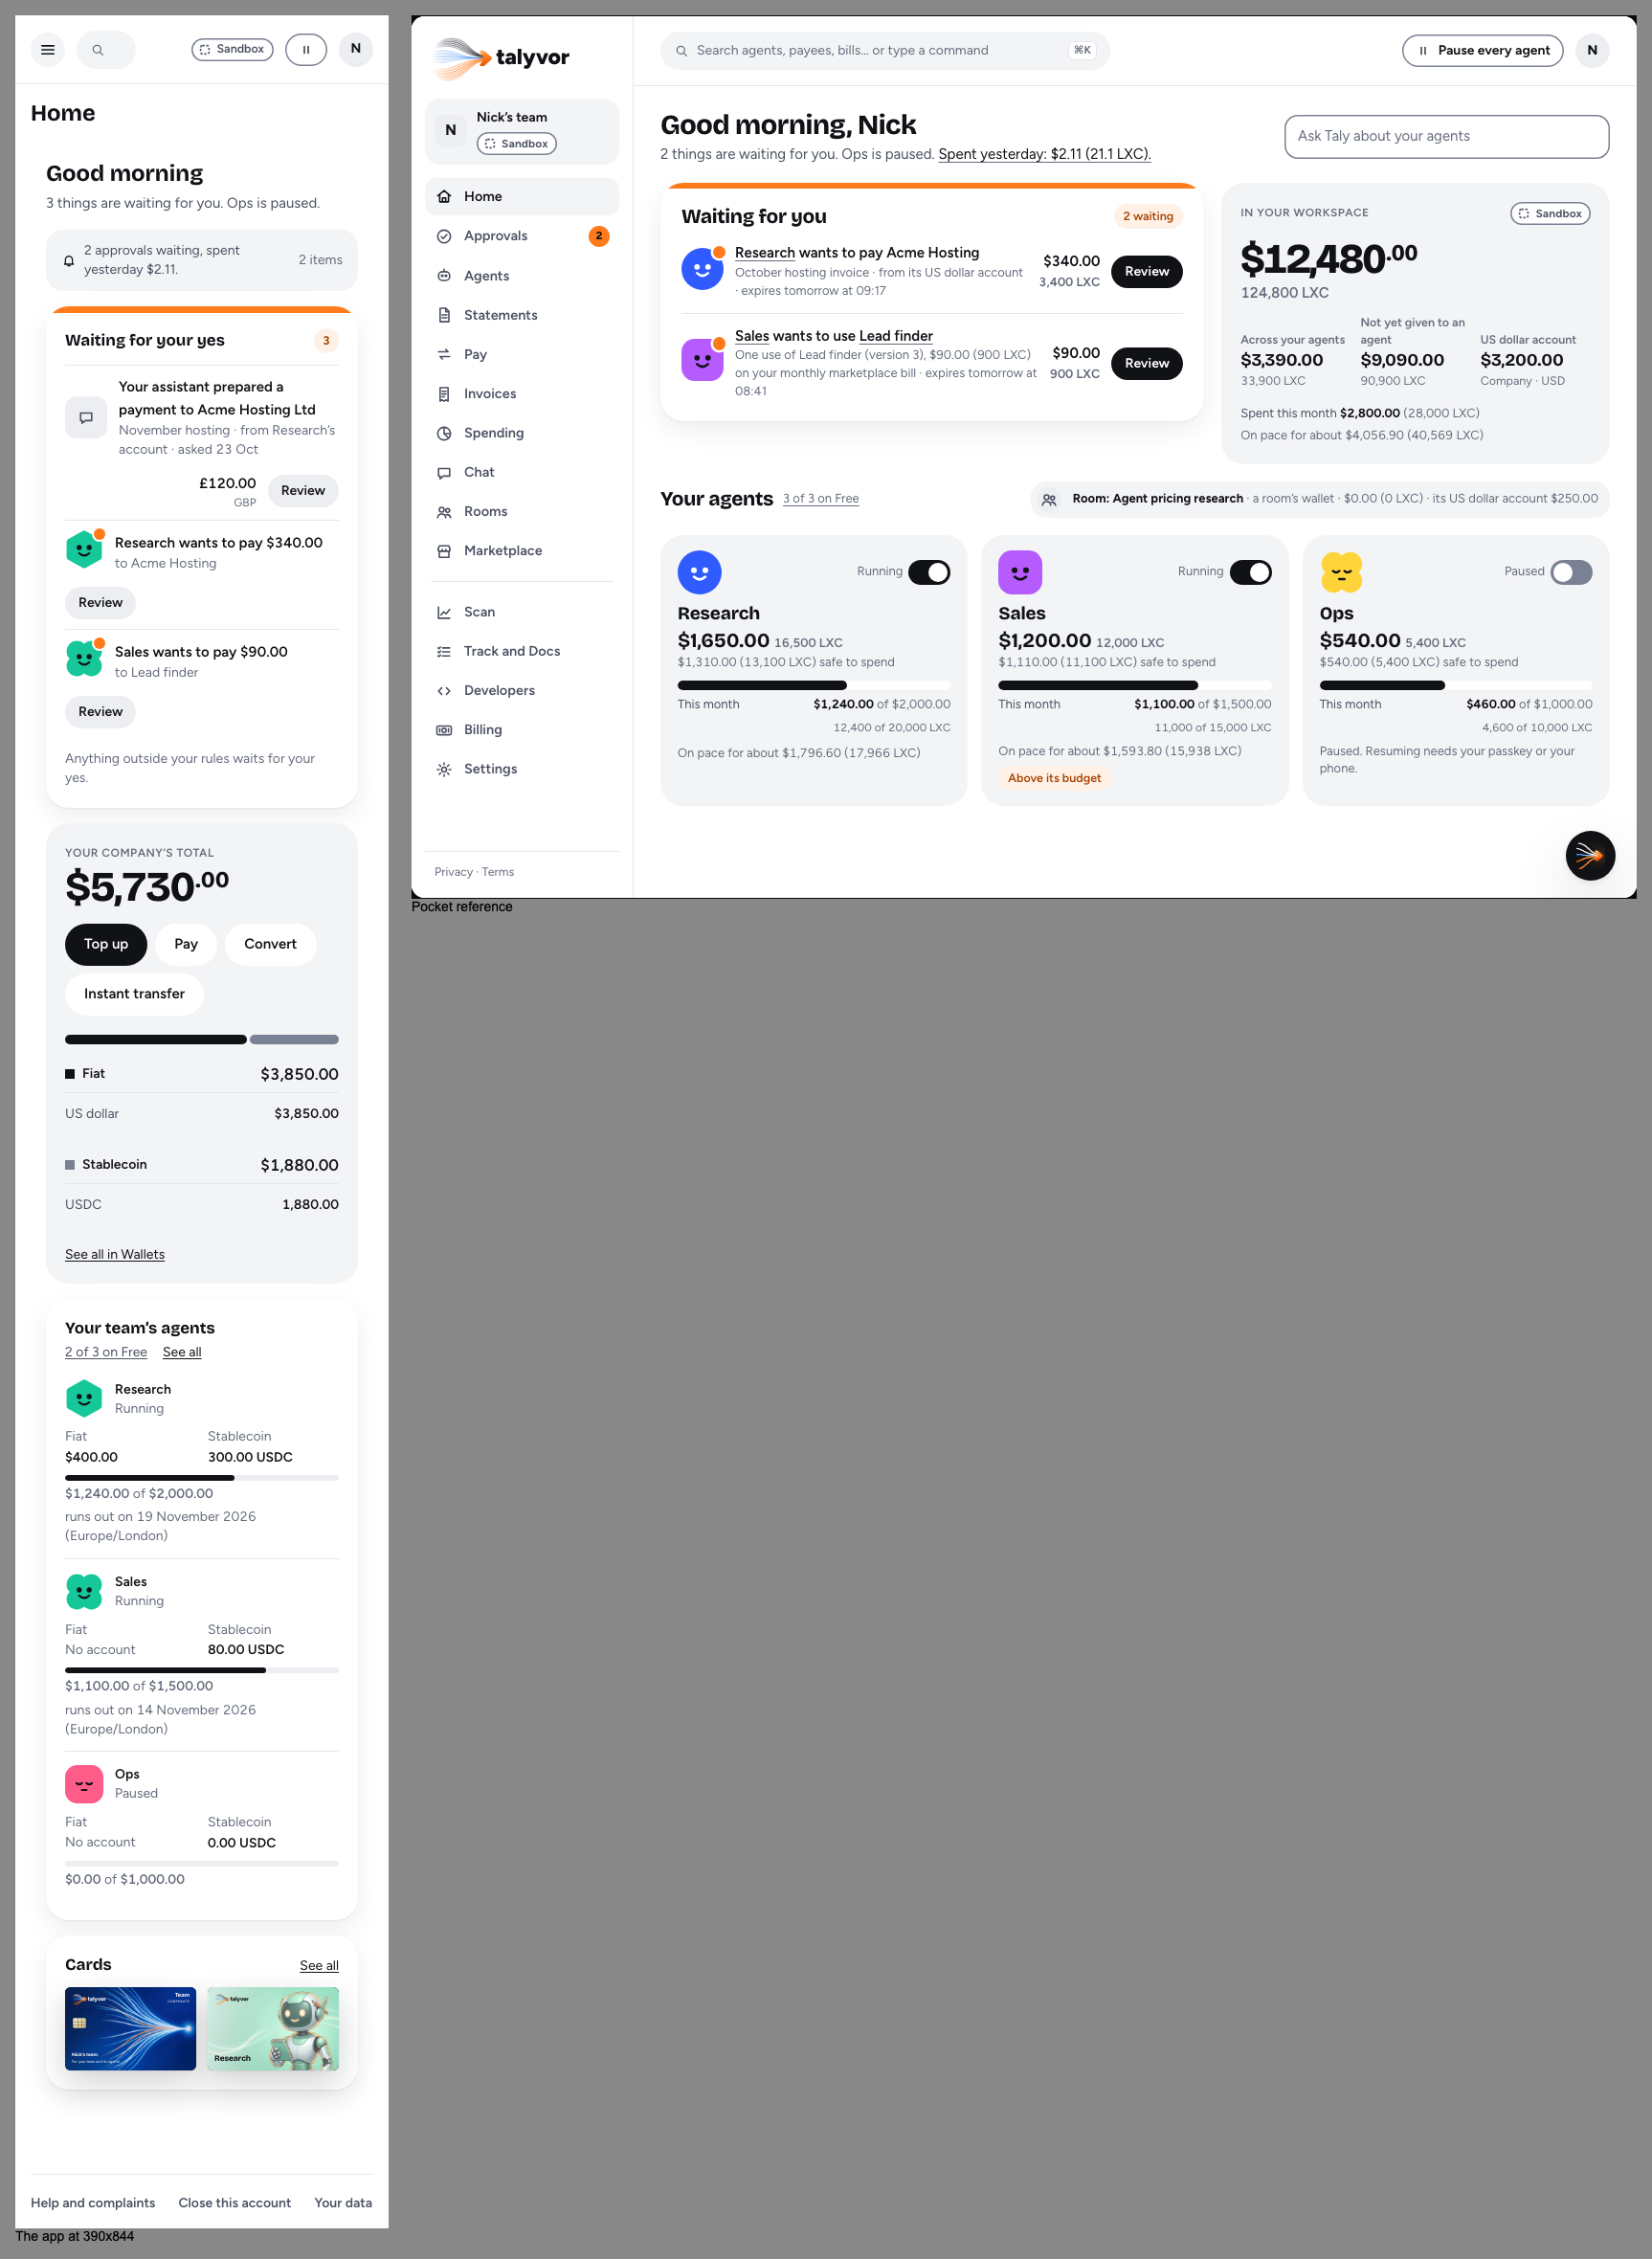 Sandbox
N
Home
Good morning
3 things are waiting for you. Ops is paused.
2 approvals waiting, spent
yesterday $2.11.
2 items
Waiting for your yes
3
Your assistant prepared a
payment to Acme Hosting Ltd
November hosting · from Research’s
account · asked 23 Oct
£120.00
GBP
Review
Research wants to pay $340.00
to Acme Hosting
Review
Sales wants to pay $90.00
to Lead finder
Review
Anything outside your rules waits for your
yes.
YOUR COMPANY’S TOTAL
$5,730.00
Top up
Pay
Convert
Instant transfer
Fiat
$3,850.00
US dollar
$3,850.00
Stablecoin
$1,880.00
USDC
1,880.00
See all in Wallets
Your team’s agents
2 of 3 on Free
See all
Research
Running
Fiat
Stablecoin
$400.00
300.00 USDC
$1,240.00 of $2,000.00
runs out on 19 November 2026
(Europe/London)
Sales
Running
Fiat
Stablecoin
No account
80.00 USDC
$1,100.00 of $1,500.00
runs out on 14 November 2026
(Europe/London)
Ops
Paused
Fiat
Stablecoin
No account
0.00 USDC
$0.00 of $1,000.00
Cards
See all
talyvor
Team
Nick's team
talyvor
Research
Help and complaints
Close this account
Your data
The app at 390x844
talyvor
N
Nick’s team
Sandbox
Home
Approvals
2
Agents
Statements
Pay
Invoices
Spending
Chat
Rooms
Marketplace
Scan
Track and Docs
Developers
Billing
Settings
Privacy · Terms
Search agents, payees, bills... or type a command
⌘K
Pause every agent
N
Good morning, Nick
2 things are waiting for you. Ops is paused. Spent yesterday: $2.11 (21.1 LXC).
Ask Taly about your agents
Waiting for you
2 waiting
Research wants to pay Acme Hosting
October hosting invoice · from its US dollar account
· expires tomorrow at 09:17
$340.00
3,400 LXC
Review
Sales wants to use Lead finder
One use of Lead finder (version 3), $90.00 (900 LXC)
on your monthly marketplace bill · expires tomorrow at
08:41
$90.00
900 LXC
Review
IN YOUR WORKSPACE
Sandbox
$12,480.00
124,800 LXC
Across your agents
$3,390.00
33,900 LXC
Not yet given to an
agent
$9,090.00
90,900 LXC
US dollar account
$3,200.00
Company · USD
Spent this month $2,800.00 (28,000 LXC)
On pace for about $4,056.90 (40,569 LXC)
Your agents
3 of 3 on Free
Room: Agent pricing research · a room’s wallet · $0.00 (0 LXC) · its US dollar account $250.00
Running
Research
$1,650.00 16,500 LXC
$1,310.00 (13,100 LXC) safe to spend
This month
$1,240.00 of $2,000.00
12,400 of 20,000 LXC
On pace for about $1,796.60 (17,966 LXC)
Running
Sales
$1,200.00 12,000 LXC
$1,110.00 (11,100 LXC) safe to spend
This month
$1,100.00 of $1,500.00
11,000 of 15,000 LXC
On pace for about $1,593.80 (15,938 LXC)
Above its budget
Paused
Ops
$540.00 5,400 LXC
$540.00 (5,400 LXC) safe to spend
This month
$460.00 of $1,000.00
4,600 of 10,000 LXC
Paused. Resuming needs your passkey or your
phone.
Pocket reference